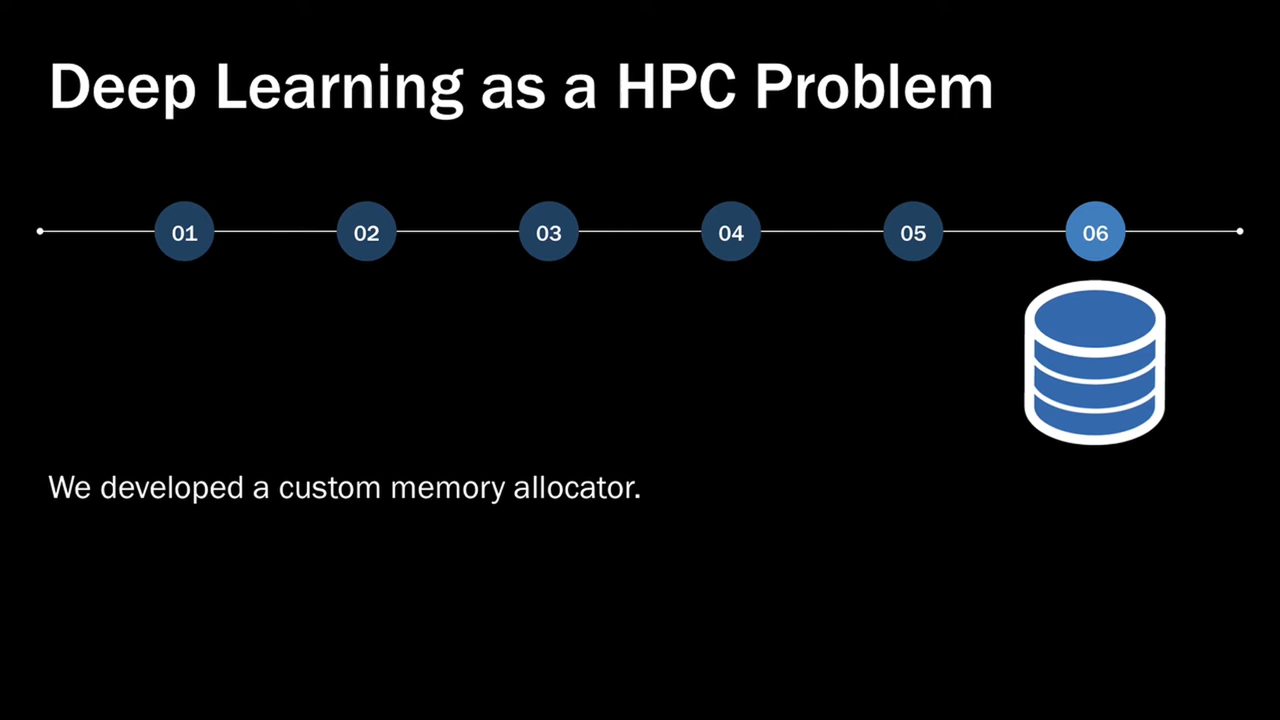 Deep Learning as a HPC Problem
01 02 03 04 05 06
We developed a custom memory allocator.